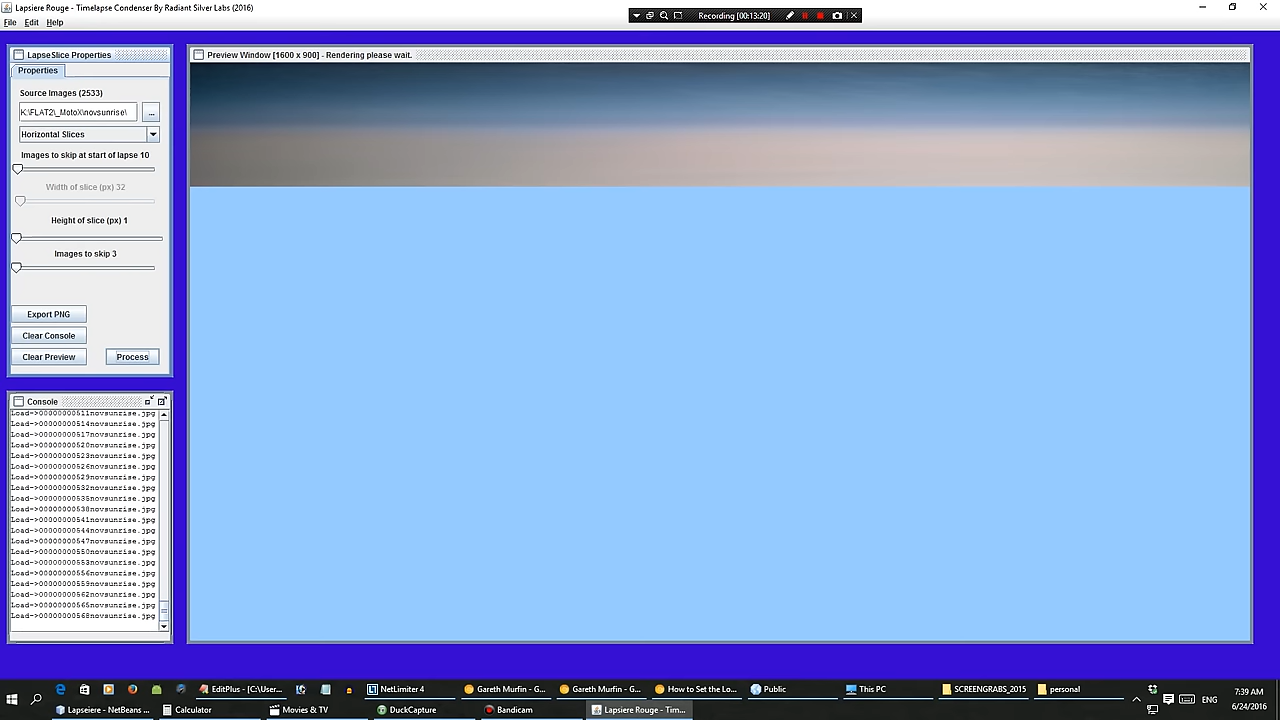 Lapsiere Rouge - Timelapse Condenser By Radiant Silver Labs (2016)
Recording [00:13:20]
File Edit Help
LapseSlice Properties
Properties
Source Images (2533)
K:\FLAT2\_MotoX\novsunrise\
...
Horizontal Slices
Images to skip at start of lapse 10
Width of slice (px) 32
Height of slice (px) 1
Images to skip 3
Export PNG
Clear Console
Clear Preview Process
Preview Window [1600 x 900] - Rendering please wait.
Console
Load->00000000511novsunrise.jpg
Load->00000000514novsunrise.jpg
Load->00000000517novsunrise.jpg
Load->00000000520novsunrise.jpg
Load->00000000523novsunrise.jpg
Load->00000000526novsunrise.jpg
Load->00000000529novsunrise.jpg
Load->00000000532novsunrise.jpg
Load->00000000535novsunrise.jpg
Load->00000000538novsunrise.jpg
Load->00000000541novsunrise.jpg
Load->00000000544novsunrise.jpg
Load->00000000547novsunrise.jpg
Load->00000000550novsunrise.jpg
Load->00000000553novsunrise.jpg
Load->00000000556novsunrise.jpg
Load->00000000559novsunrise.jpg
Load->00000000562novsunrise.jpg
Load->00000000565novsunrise.jpg
Load->00000000568novsunrise.jpg
EditPlus - [C:\User... NetLimiter 4 Gareth Murfin - G... Gareth Murfin - G... How to Set the Lo... Public This PC SCREENGRABS_2015 personal
Lapseiere - NetBeans ... Calculator Movies & TV DuckCapture Bandicam Lapsiere Rouge - Tim...
ENG
7:39 AM
6/24/2016